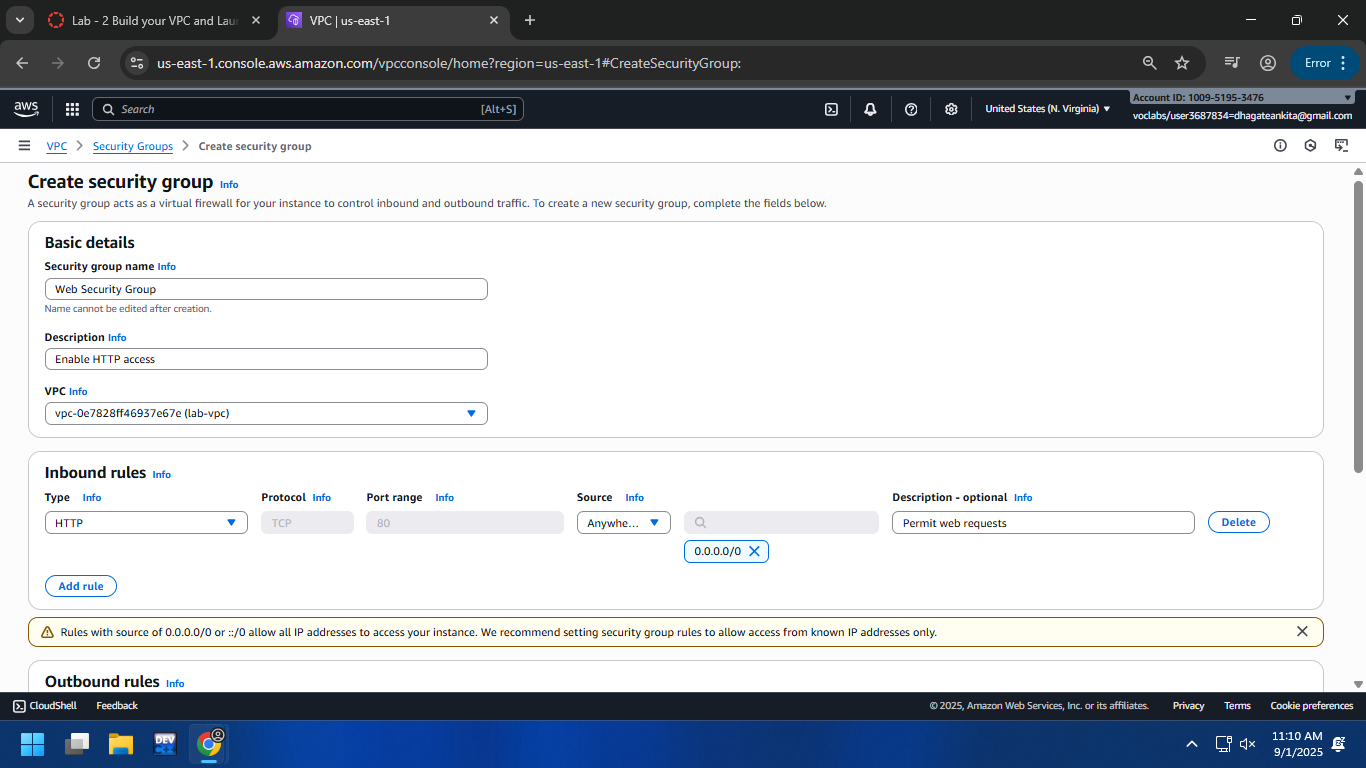 Lab - 2 Build your VPC and Lau
VPC | us-east-1
us-east-1.console.aws.amazon.com/vpcconsole/home?region=us-east-1#CreateSecurityGroup:
Error
aws
Search
[Alt+S]
United States (N. Virginia)
Account ID: 1009-5195-3476
voclabs/user3687834=dhagateankita@gmail.com
VPC
Security Groups
Create security group
Create security group Info
A security group acts as a virtual firewall for your instance to control inbound and outbound traffic. To create a new security group, complete the fields below.
Basic details
Security group name Info
Web Security Group
Name cannot be edited after creation.
Description Info
Enable HTTP access
VPC Info
vpc-0e7828ff46937e67e (lab-vpc)
Inbound rules Info
Type Info Protocol Info Port range Info Source Info Description - optional Info
HTTP TCP 80 Anywhe... Permit web requests Delete
0.0.0.0/0
Add rule
Rules with source of 0.0.0.0/0 or ::/0 allow all IP addresses to access your instance. We recommend setting security group rules to allow access from known IP addresses only.
Outbound rules Info
CloudShell Feedback © 2025, Amazon Web Services, Inc. or its affiliates. Privacy Terms Cookie preferences
DEV
11:10 AM
9/1/2025